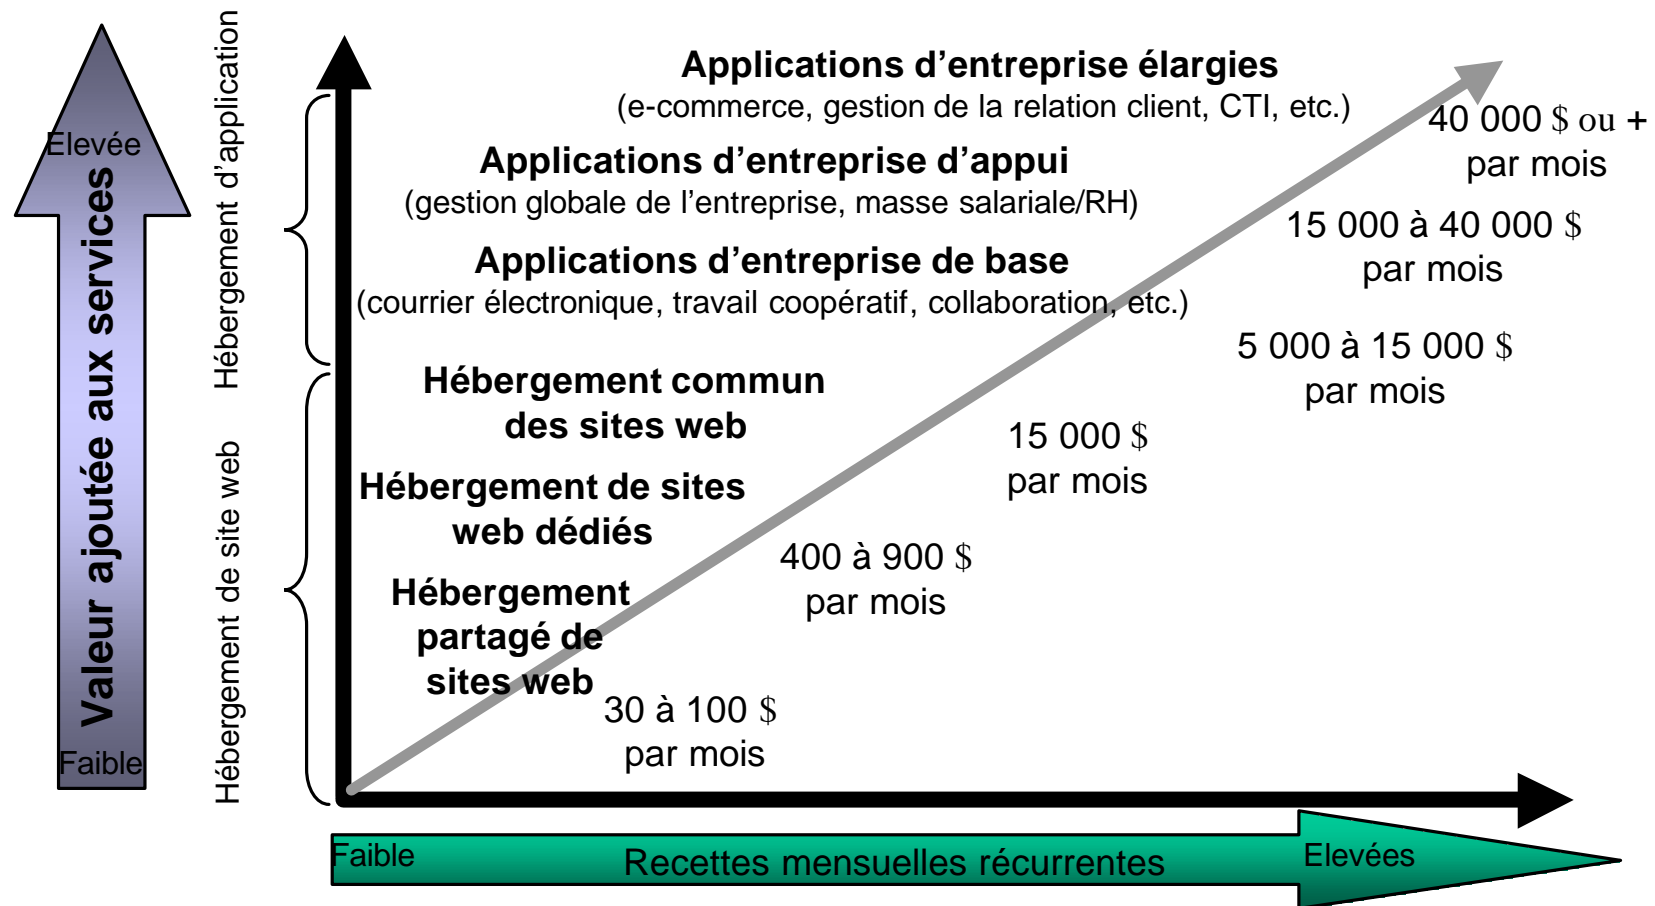 Elevée
Valeur ajoutée aux services
Faible
Hébergement d'application
Hébergement de site web
Applications d'entreprise élargies
(e-commerce, gestion de la relation client, CTI, etc.)
40 000 $ ou +
par mois
Applications d'entreprise d'appui
(gestion globale de l'entreprise, masse salariale/RH)
15 000 à 40 000 $
par mois
Applications d'entreprise de base
(courrier électronique, travail coopératif, collaboration, etc.)
5 000 à 15 000 $
par mois
Hébergement commun
des sites web
15 000 $
par mois
Hébergement de sites
web dédiés
400 à 900 $
par mois
Hébergement
partagé de
sites web
30 à 100 $
par mois
Faible
Recettes mensuelles récurrentes
Elevées